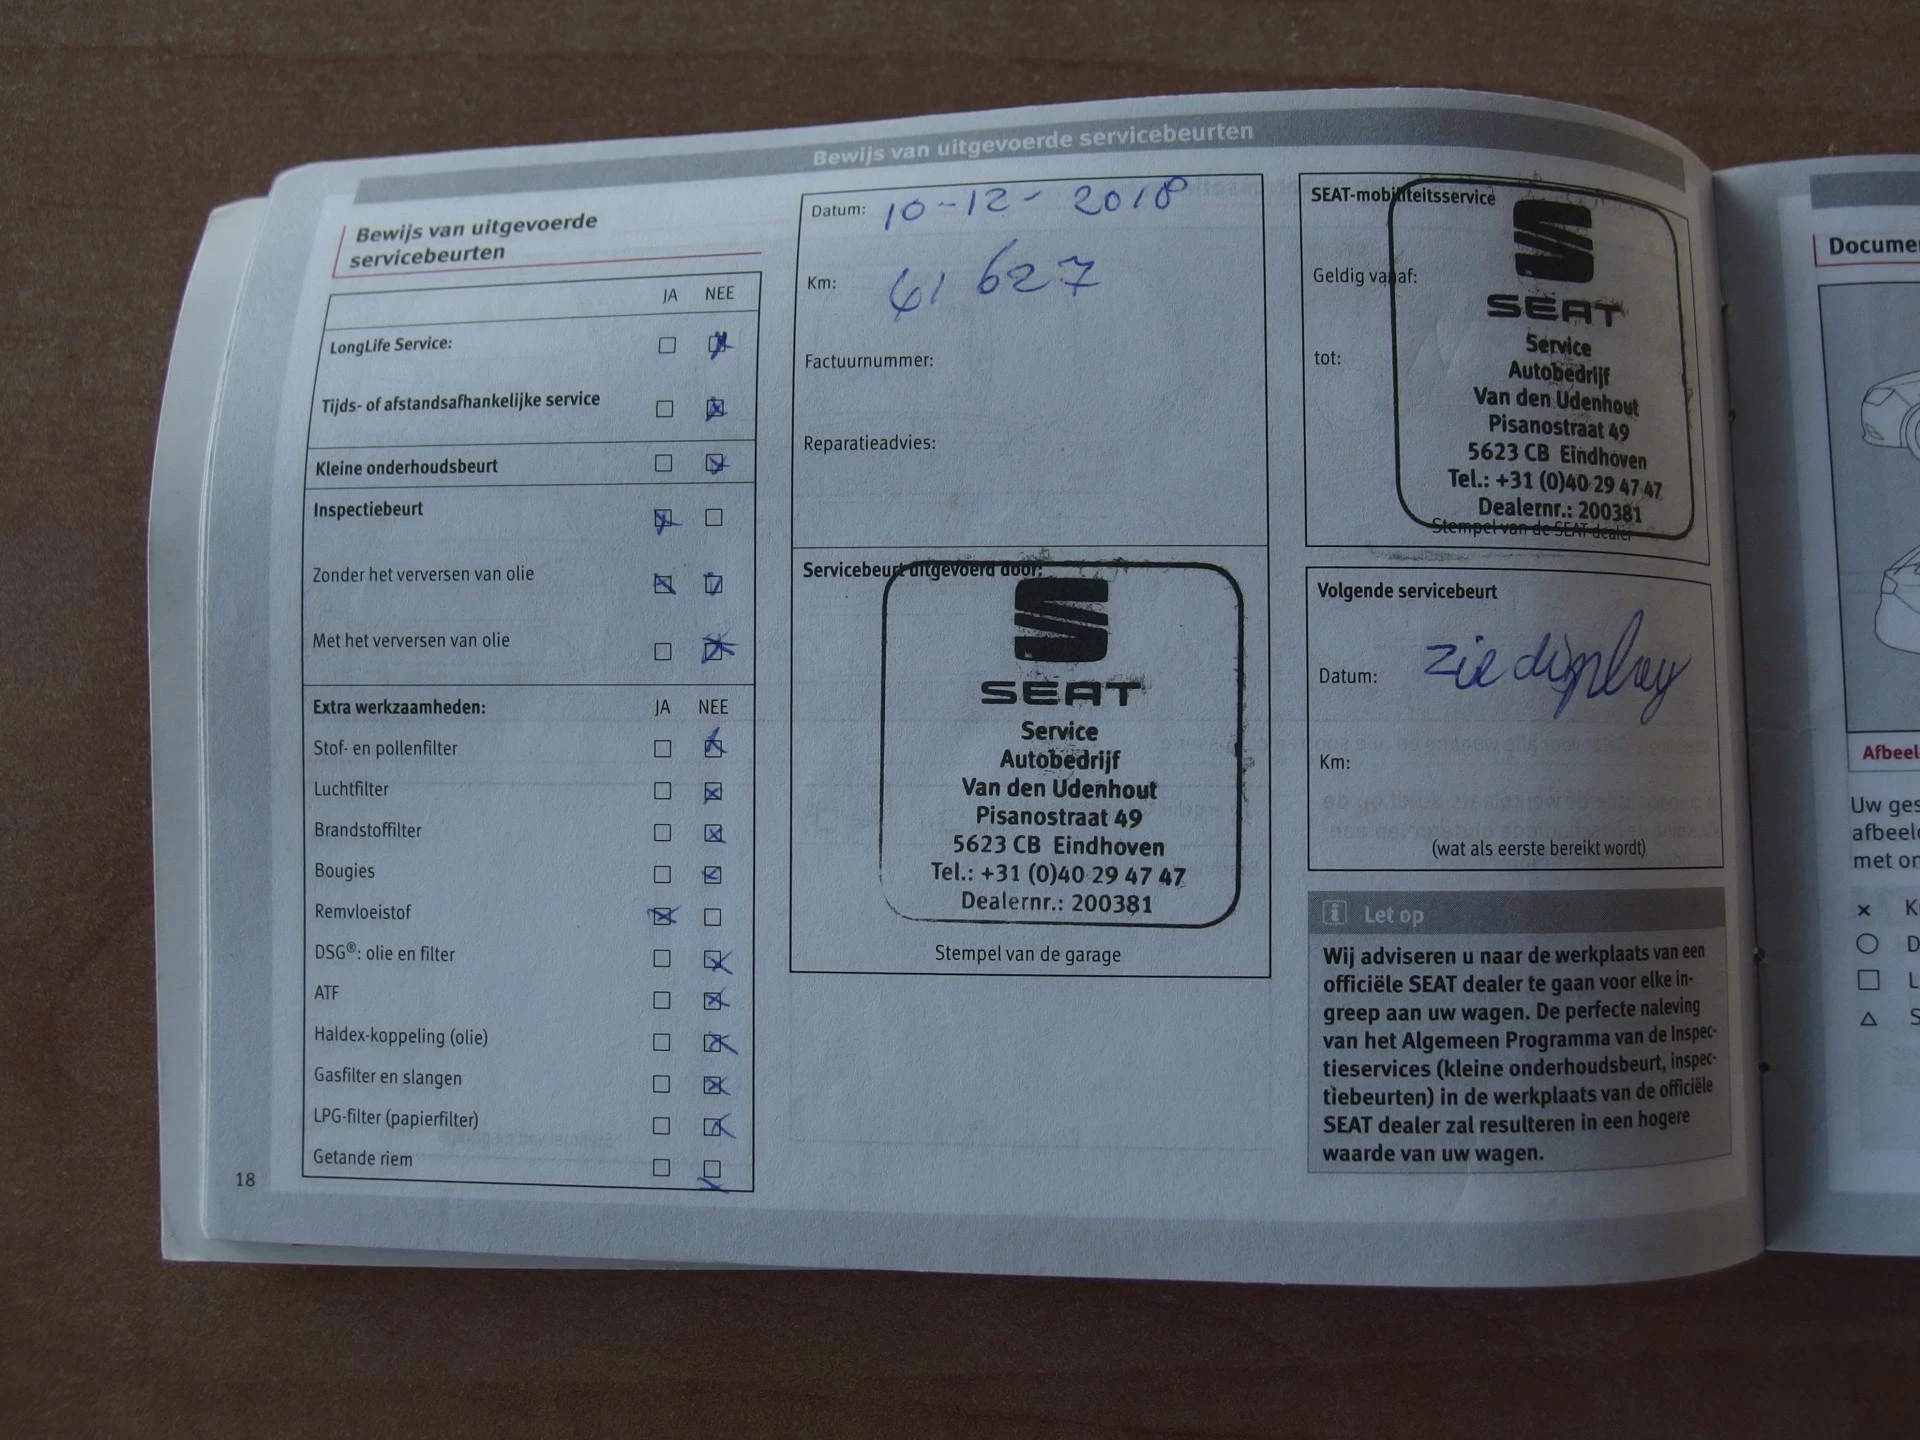 Bewijs van uitgevoerde servicebeurten
Bewijs van uitgevoerde
servicebeurten
JA NEE
LongLife Service:
Tijds- of afstandsafhankelijke service
Kleine onderhoudsbeurt
Inspectiebeurt
Zonder het verversen van olie
Met het verversen van olie
Extra werkzaamheden: JA NEE
Stof- en pollenfilter
Luchtfilter
Brandstoffilter
Bougies
Remvloeistof
DSG®: olie en filter
ATF
Haldex-koppeling (olie)
Gasfilter en slangen
LPG-filter (papierfilter)
Getande riem
18
Datum: 10-12-2018
Km: 61 627
Factuurnummer:
Reparatieadvies:
Servicebeurt uitgevoerd door:
SEAT
Service
Autobedrijf
Van den Udenhout
Pisanostraat 49
5623 CB Eindhoven
Tel.: +31 (0)40 29 47 47
Dealernr.: 200381
Stempel van de garage
SEAT-mobiliteitsservice
Geldig vanaf:
tot:
SEAT
Service
Autobedrijf
Van den Udenhout
Pisanostraat 49
5623 CB Eindhoven
Tel.: +31 (0)40 29 47 47
Dealernr.: 200381
Stempel van de SEAT-dealer
Volgende servicebeurt
Datum: zie display
Km:
(wat als eerste bereikt wordt)
i Let op
Wij adviseren u naar de werkplaats van een
officiële SEAT dealer te gaan voor elke in-
greep aan uw wagen. De perfecte naleving
van het Algemeen Programma van de Inspec-
tieservices (kleine onderhoudsbeurt, inspec-
tiebeurten) in de werkplaats van de officiële
SEAT dealer zal resulteren in een hogere
waarde van uw wagen.